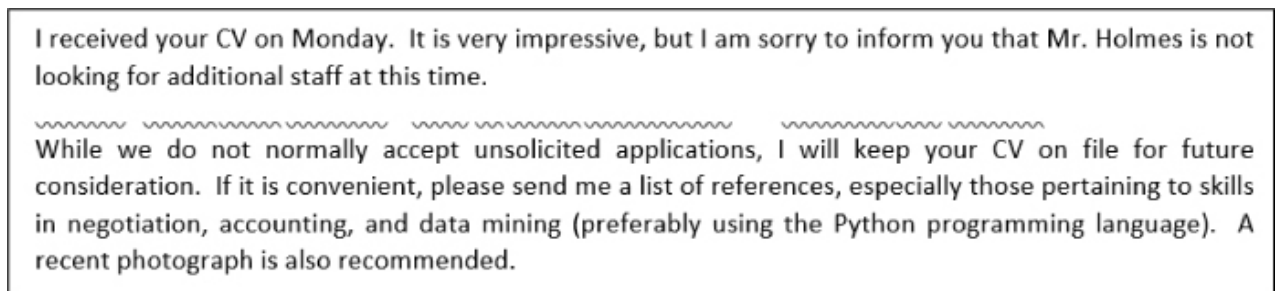 I received your CV on Monday.  It is very impressive, but I am sorry to inform you that Mr. Holmes is not
looking for additional staff at this time.
While we do not normally accept unsolicited applications, I will keep your CV on file for future
consideration.  If it is convenient, please send me a list of references, especially those pertaining to skills
in negotiation, accounting, and data mining (preferably using the Python programming language).  A
recent photograph is also recommended.